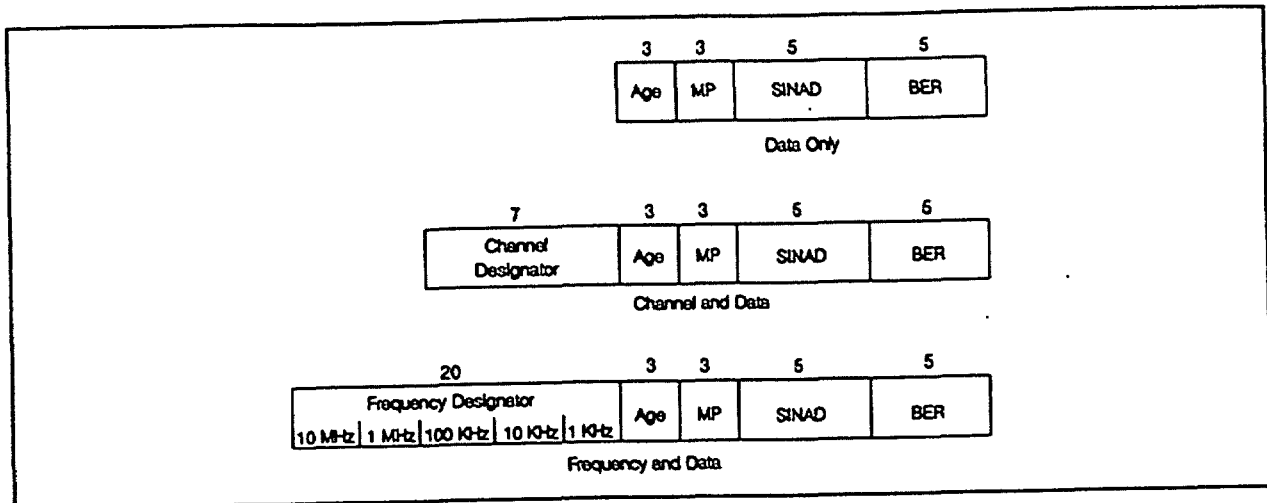 3 3 5 5
Age MP SINAD BER
Data Only
7 3 3 5 5
Channel Designator Age MP SINAD BER
Channel and Data
20 3 3 5 5
Frequency Designator Age MP SINAD BER
10 MHz 1 MHz 100 KHz 10 KHz 1 KHz
Frequency and Data